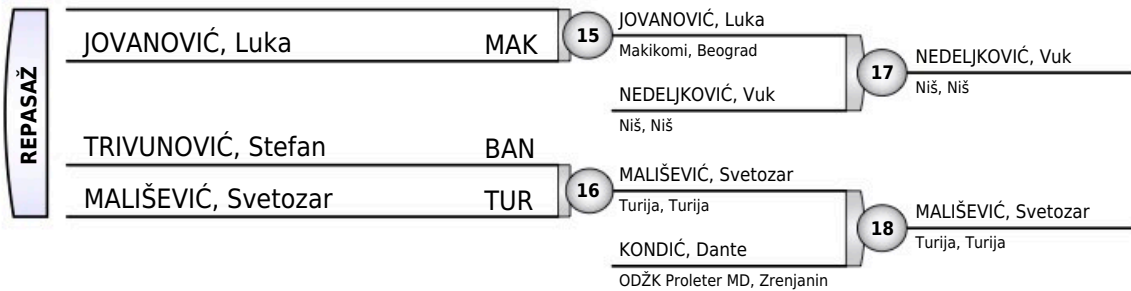 REPASAŽ
JOVANOVIĆ, Luka MAK
15
JOVANOVIĆ, Luka
Makikomi, Beograd
NEDELJKOVIĆ, Vuk
Niš, Niš
17
NEDELJKOVIĆ, Vuk
Niš, Niš
TRIVUNOVIĆ, Stefan BAN
MALIŠEVIĆ, Svetozar TUR
16
MALIŠEVIĆ, Svetozar
Turija, Turija
KONDIĆ, Dante
ODŽK Proleter MD, Zrenjanin
18
MALIŠEVIĆ, Svetozar
Turija, Turija